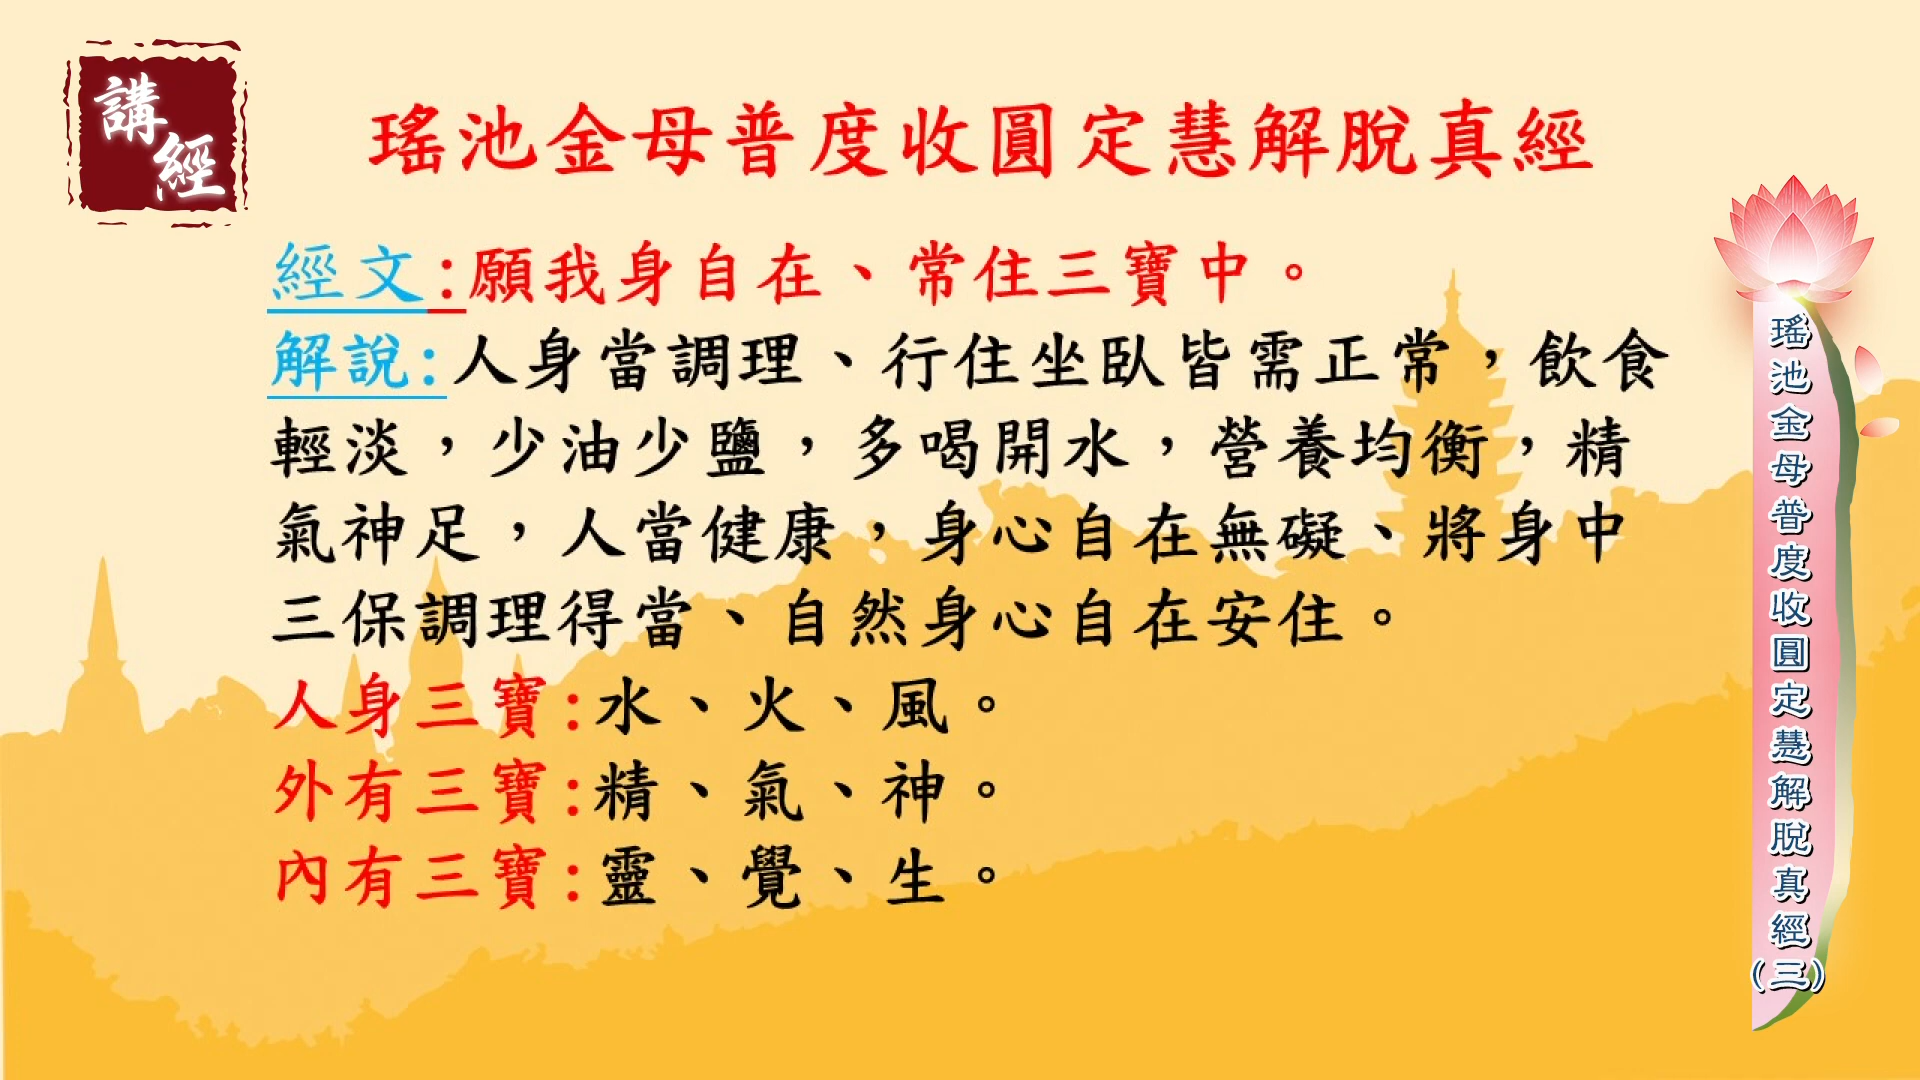 講經
瑤池金母普度收圓定慧解脫真經
經文:願我身自在、常住三寶中。
解說:人身當調理、行住坐臥皆需正常，飲食
輕淡，少油少鹽，多喝開水，營養均衡，精
氣神足，人當健康，身心自在無礙、將身中
三保調理得當、自然身心自在安住。
人身三寶:水、火、風。
外有三寶:精、氣、神。
內有三寶:靈、覺、生。
瑤池金母普度收圓定慧解脫真經(三)